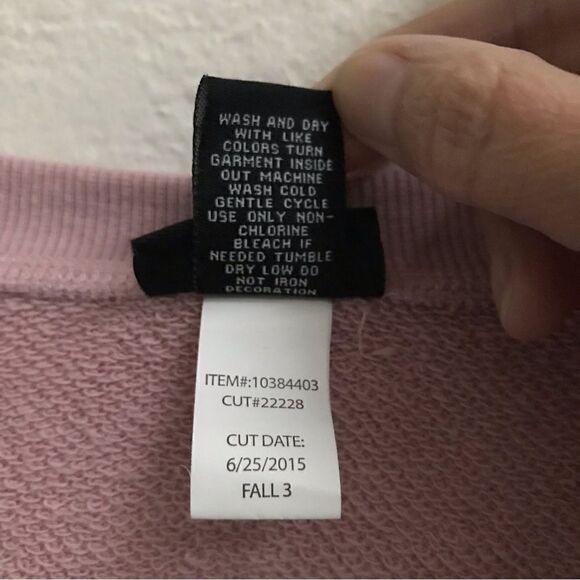 WASH AND DRY
WITH LIKE
COLORS TURN
GARMENT INSIDE
OUT MACHINE
WASH COLD
GENTLE CYCLE
USE ONLY NON-
CHLORINE
BLEACH IF
NEEDED TUMBLE
DRY LOW DO
NOT IRON
DECORATION
ITEM#:10384403
CUT#22228
CUT DATE:
6/25/2015
FALL 3